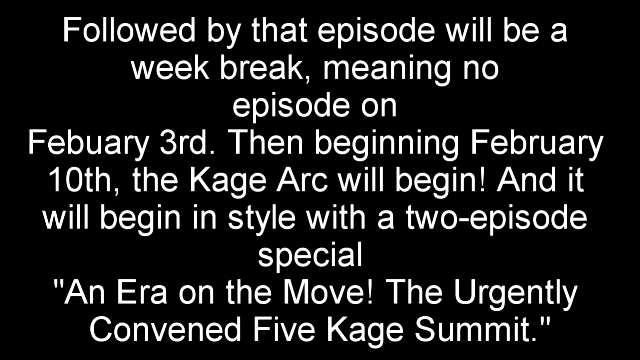 Followed by that episode will be a
week break, meaning no
episode on
Febuary 3rd. Then beginning February
10th, the Kage Arc will begin! And it
will begin in style with a two-episode
special
"An Era on the Move! The Urgently
Convened Five Kage Summit."